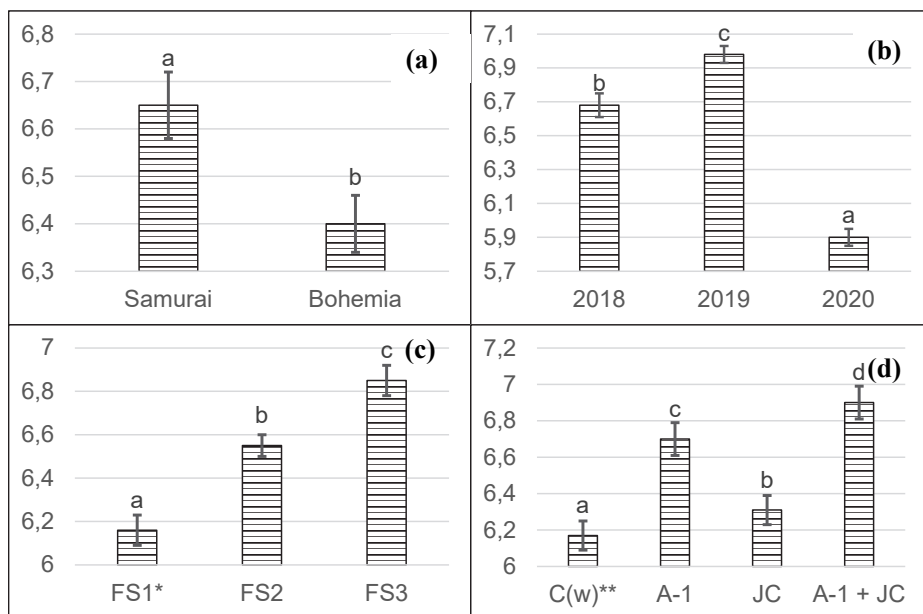 (a)
6,8
6,7
6,6
6,5
6,4
6,3
a
b
Samurai Bohemia
(b)
7,1
6,9
6,7
6,5
6,3
6,1
5,9
5,7
b
c
a
2018 2019 2020
(c)
7
6,8
6,6
6,4
6,2
6
a
b
c
FS1* FS2 FS3
(d)
7,2
7
6,8
6,6
6,4
6,2
6
a
c
b
d
C(w)** A-1 JC A-1 + JC